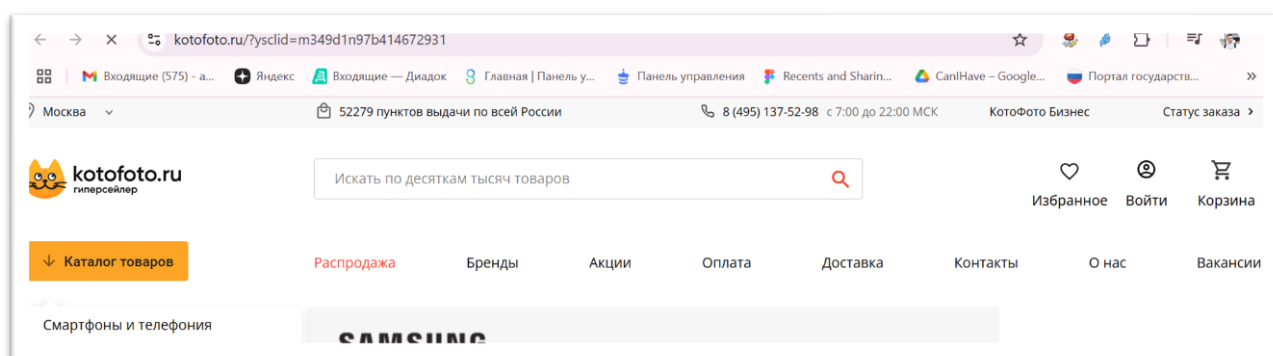 kotofoto.ru/?ysclid=m349d1n97b414672931
Входящие (575) - a... Яндекс Входящие — Диадок Главная | Панель у... Панель управления Recents and Sharin... CanIHave – Google... Портал государств... »
Москва 52279 пунктов выдачи по всей России 8 (495) 137-52-98 с 7:00 до 22:00 МСК КотоФото Бизнес Статус заказа
kotofoto.ru
гиперсейлер
Искать по десяткам тысяч товаров
Избранное Войти Корзина
Каталог товаров Распродажа Бренды Акции Оплата Доставка Контакты О нас Вакансии
Смартфоны и телефония
SAMSUNG